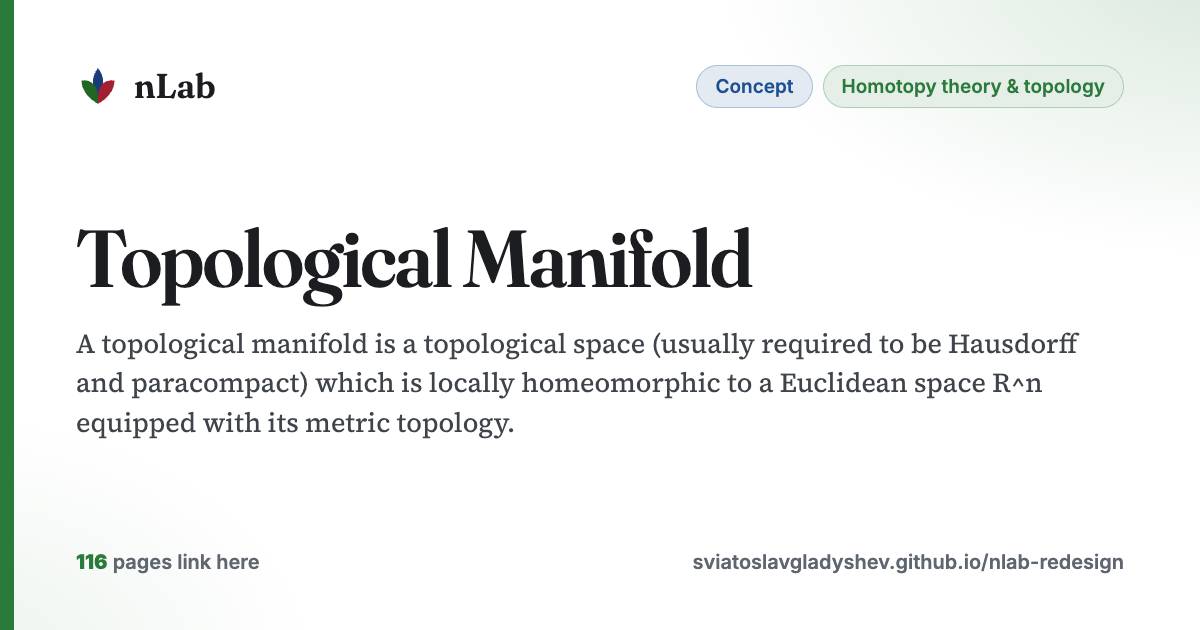 nLab
Concept
Homotopy theory & topology
Topological Manifold
A topological manifold is a topological space (usually required to be Hausdorff
and paracompact) which is locally homeomorphic to a Euclidean space R^n
equipped with its metric topology.
116 pages link here
sviatoslavgladyshev.github.io/nlab-redesign